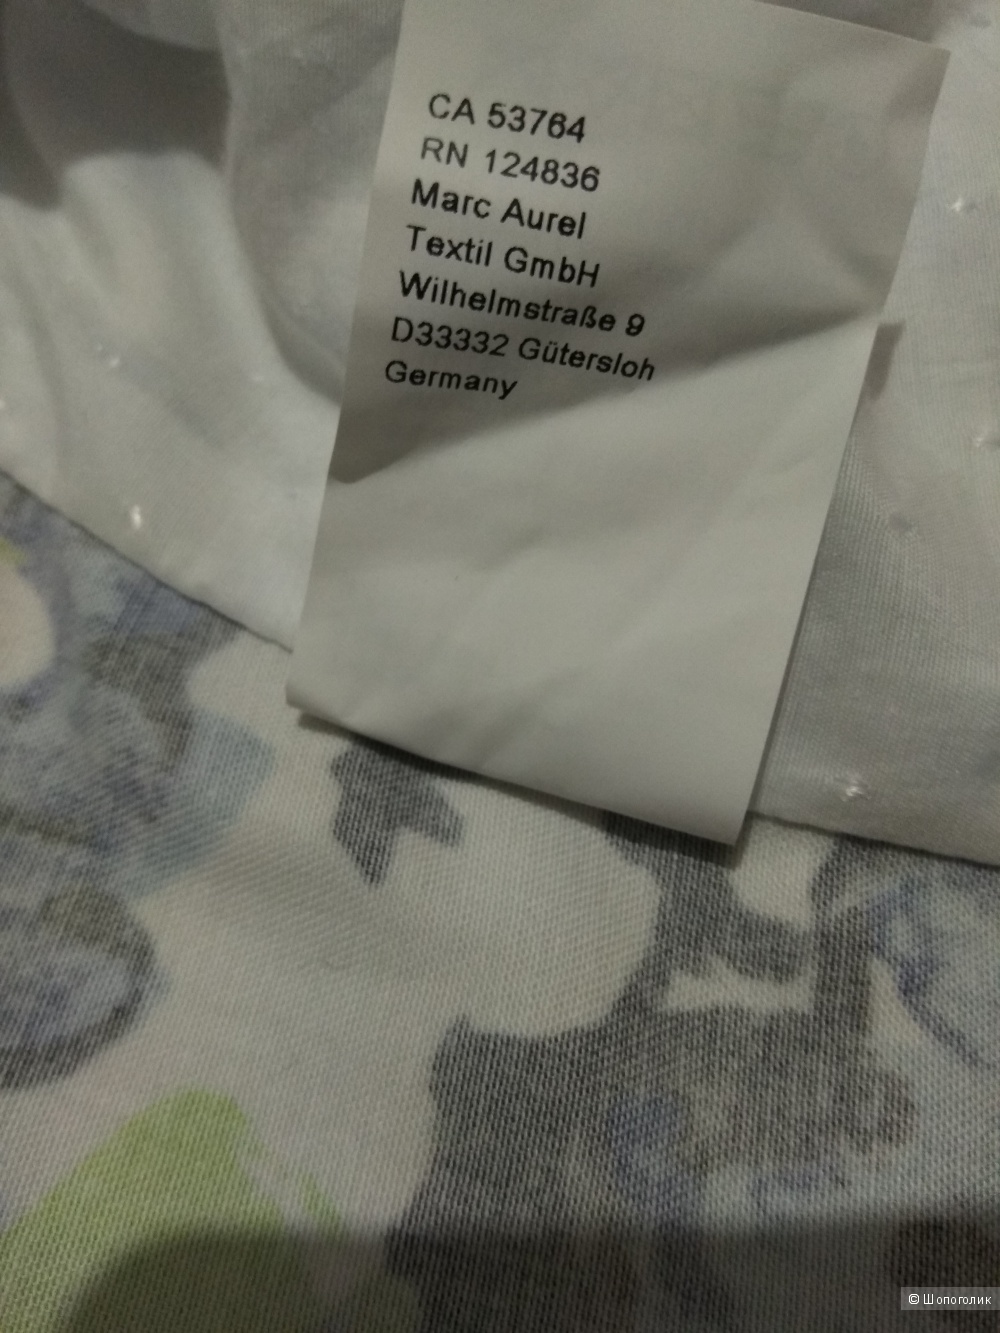 CA 53764
RN 124836
Marc Aurel
Textil GmbH
Wilhelmstraße 9
D33332 Gütersloh
Germany
© Шопоголик